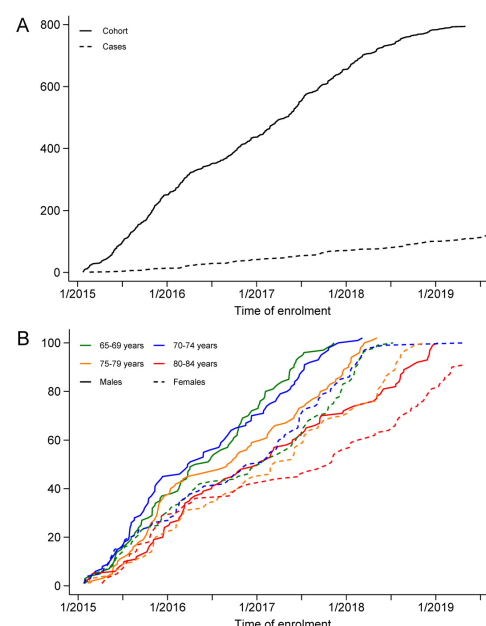 A
800
600
400
200
0
Cohort
Cases
1/2015 1/2016 1/2017 1/2018 1/2019
Time of enrolment
B
100
80
60
40
20
0
65-69 years 70-74 years
75-79 years 80-84 years
Males Females
1/2015 1/2016 1/2017 1/2018 1/2019
Time of enrolment